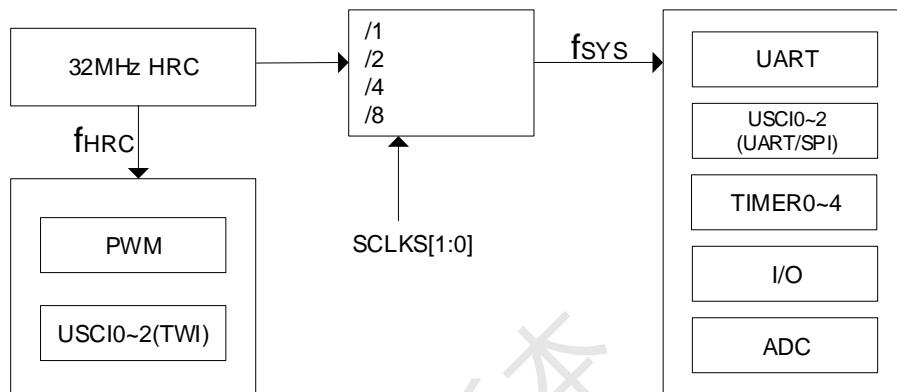 32MHz HRC
/1
/2
/4
/8
fSYS
UART
USCI0~2
(UART/SPI)
TIMER0~4
I/O
ADC
fHRC
PWM
USCI0~2(TWI)
SCLKS[1:0]
本